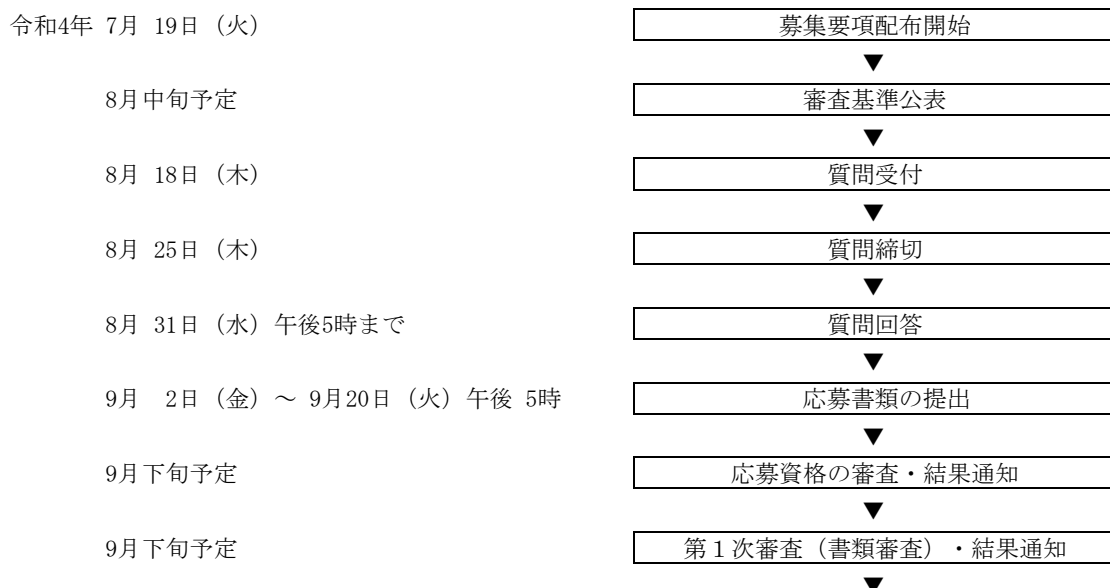 令和4年 7月 19日（火） 募集要項配布開始
▼
8月中旬予定 審査基準公表
▼
8月 18日（木） 質問受付
▼
8月 25日（木） 質問締切
▼
8月 31日（水）午後5時まで 質問回答
▼
9月 2日（金）～ 9月20日（火）午後 5時 応募書類の提出
▼
9月下旬予定 応募資格の審査・結果通知
▼
9月下旬予定 第１次審査（書類審査）・結果通知
▼